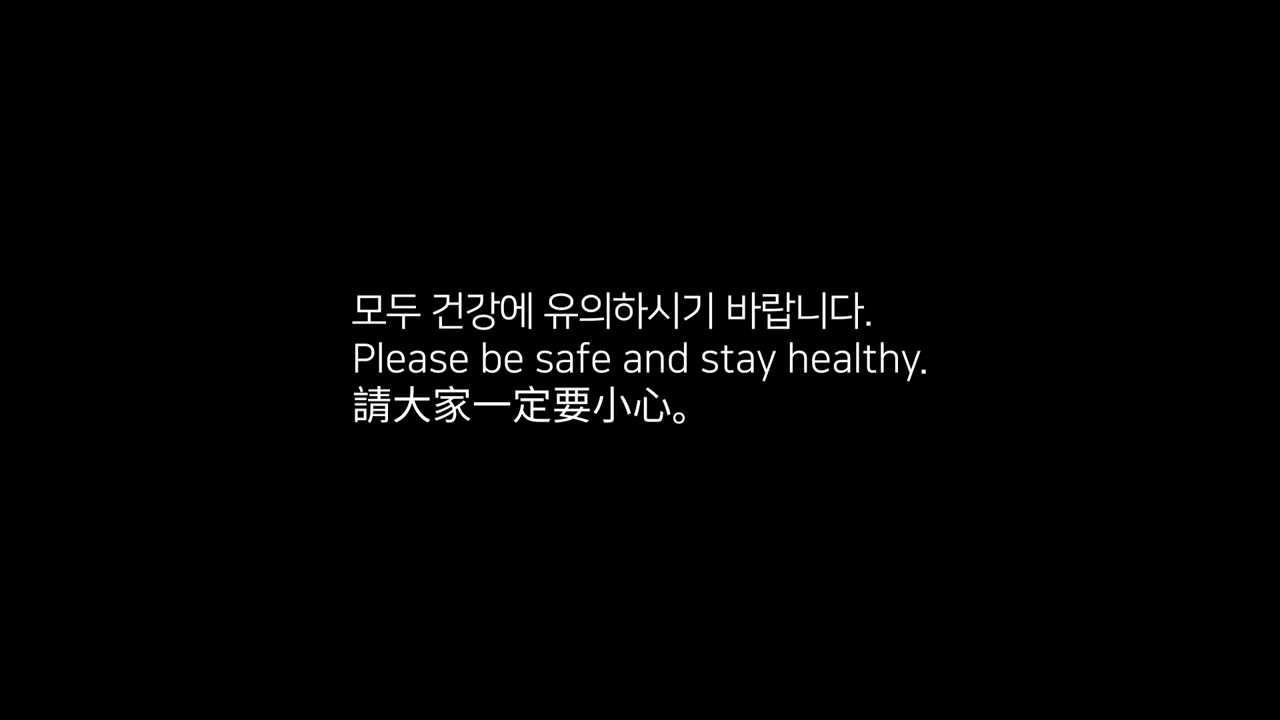 모두 건강에 유의하시기 바랍니다.
Please be safe and stay healthy.
請大家一定要小心。